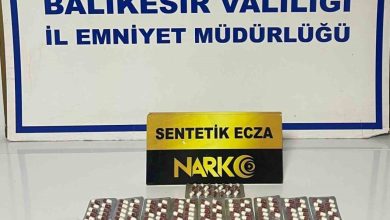 BALIKESİR VALİLİĞİ
İL EMNİYET MÜDÜRLÜĞÜ
SENTETİK ECZA
NARKO